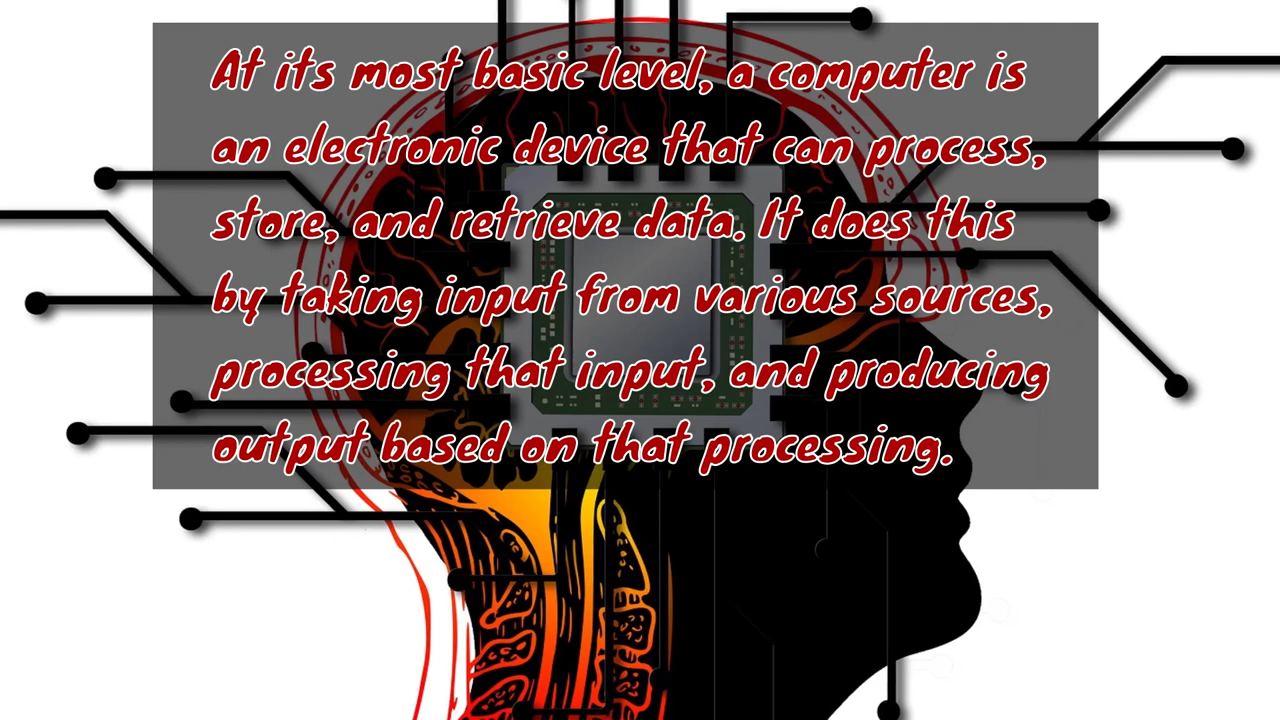 At its most basic level, a computer is
an electronic device that can process,
store, and retrieve data. It does this
by taking input from various sources,
processing that input, and producing
output based on that processing.